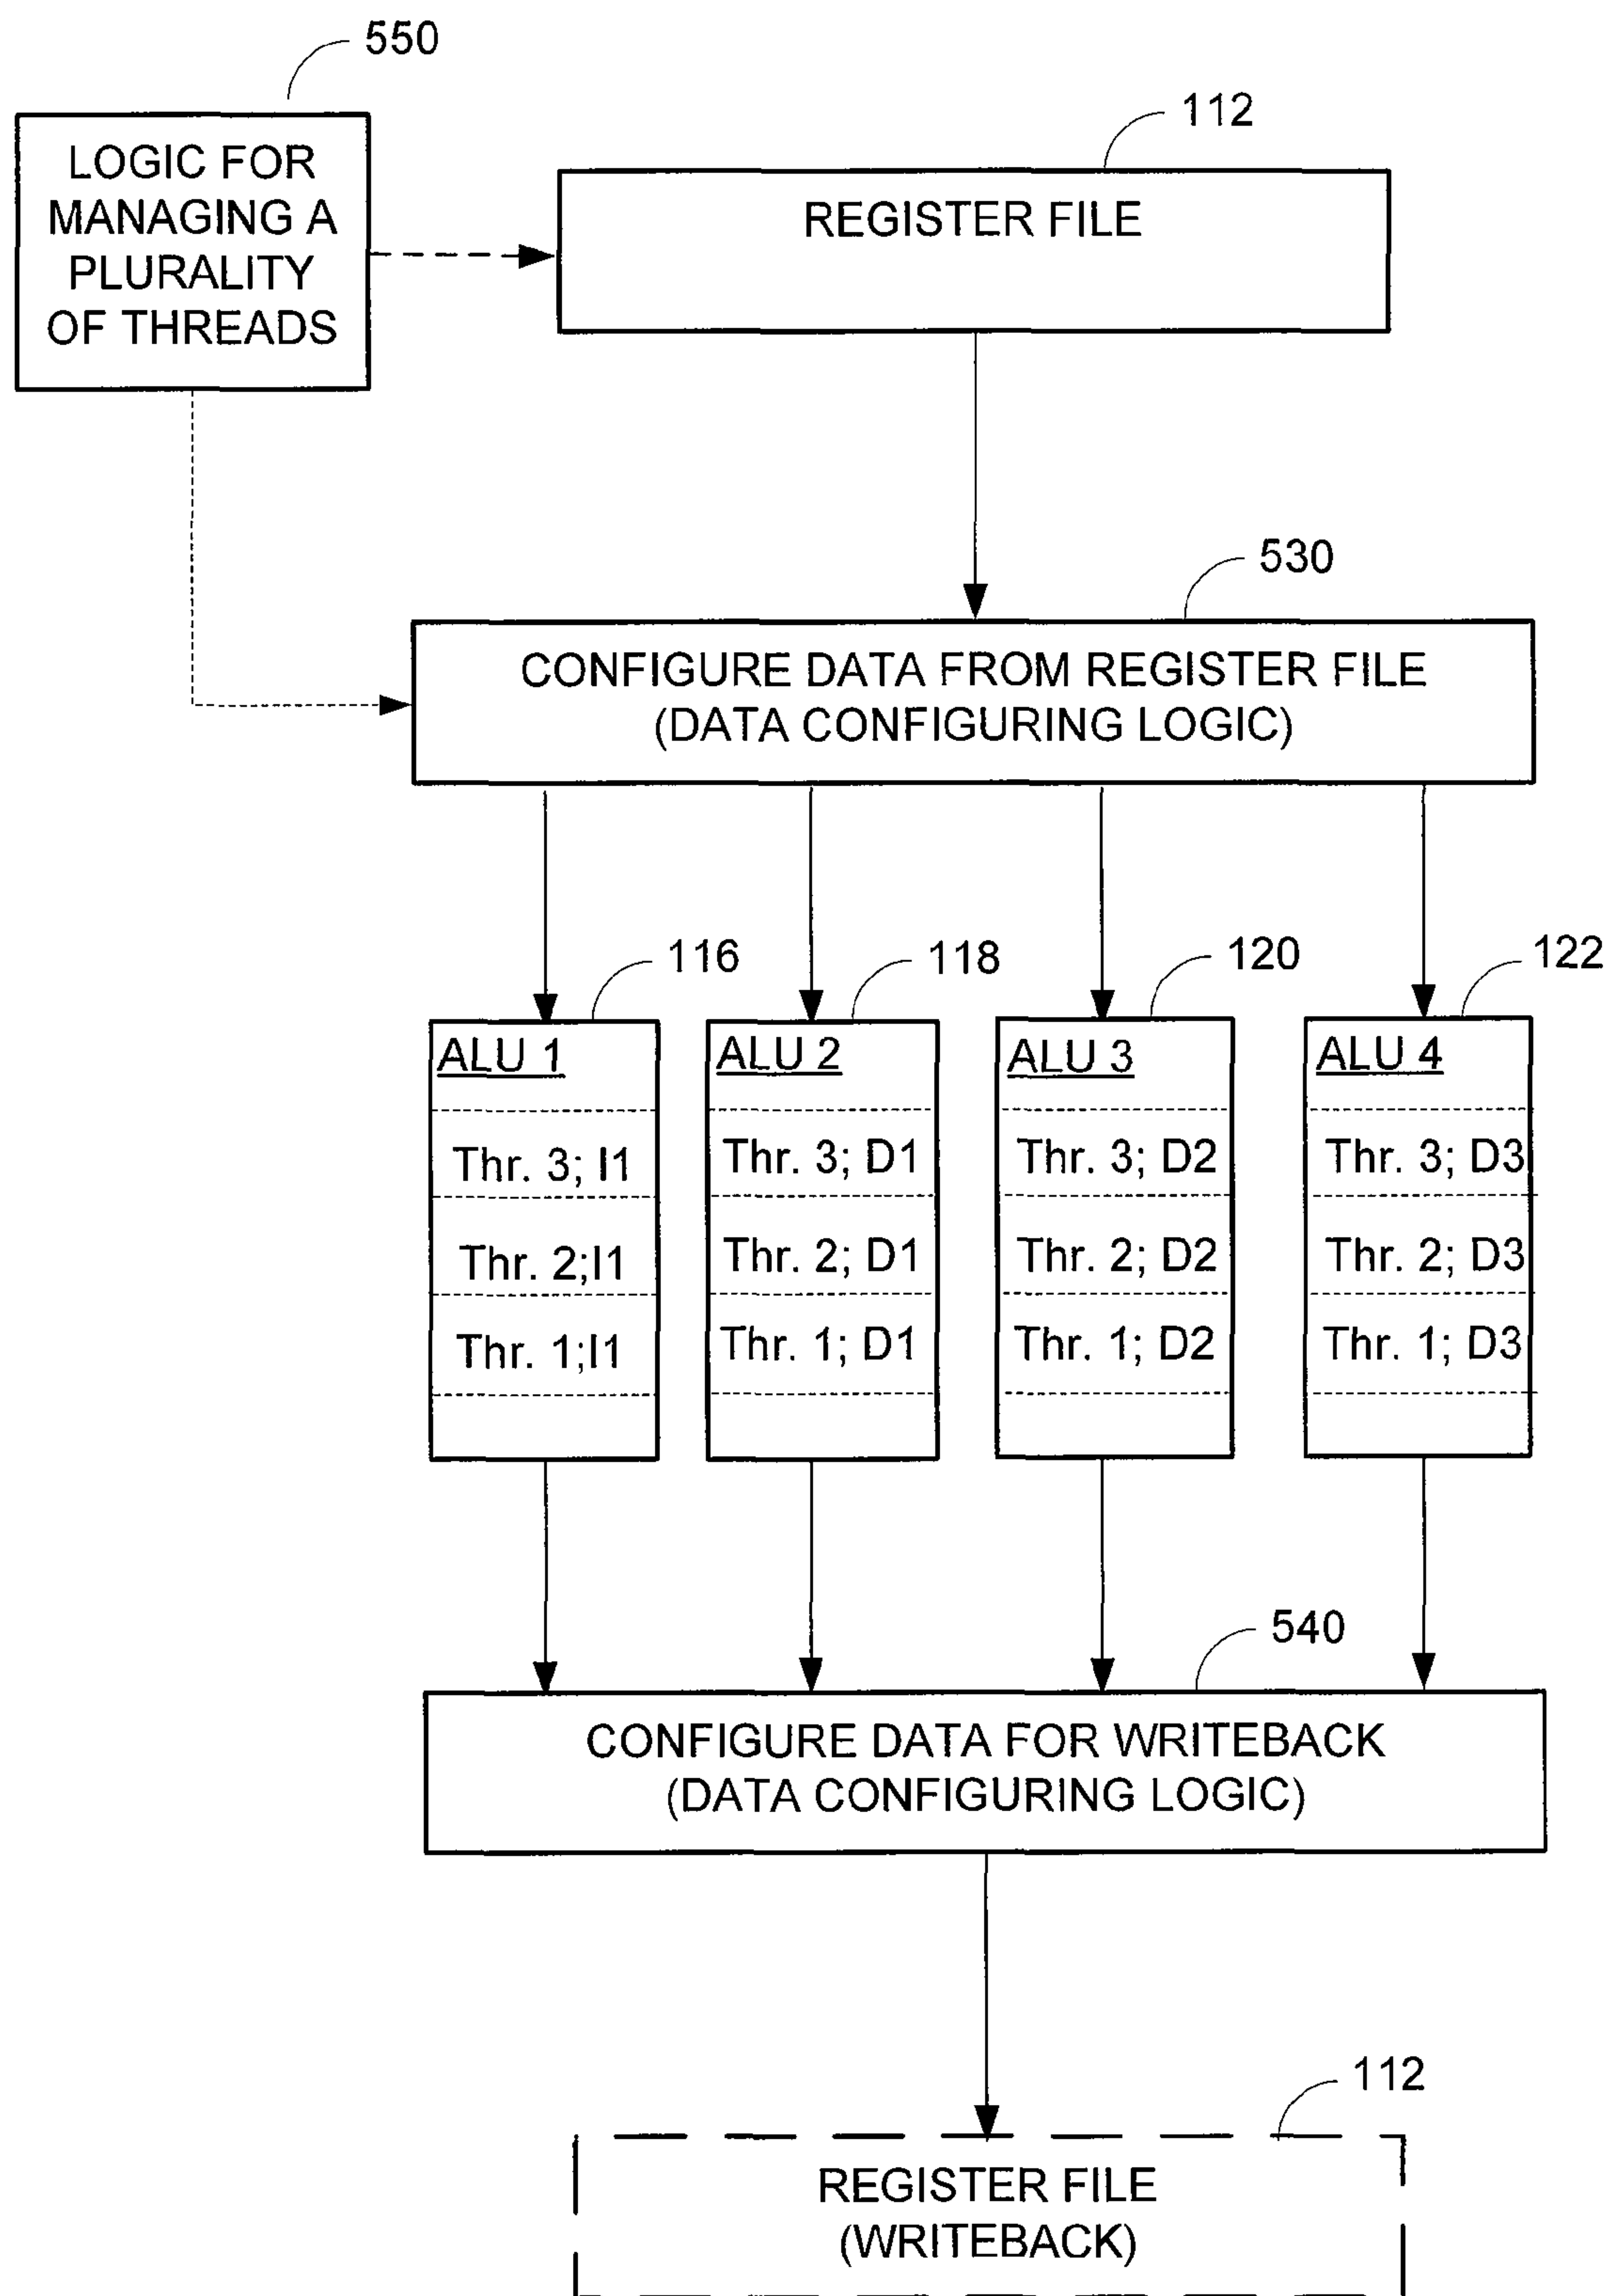 550
112
LOGIC FOR
MANAGING A
PLURALITY
OF THREADS
REGISTER FILE
530
CONFIGURE DATA FROM REGISTER FILE
(DATA CONFIGURING LOGIC)
116
118
120
122
ALU 1
Thr. 3; I1
Thr. 2;I1
Thr. 1;I1
ALU 2
Thr. 3; D1
Thr. 2; D1
Thr. 1; D1
ALU 3
Thr. 3; D2
Thr. 2; D2
Thr. 1; D2
ALU 4
Thr. 3; D3
Thr. 2; D3
Thr. 1; D3
540
CONFIGURE DATA FOR WRITEBACK
(DATA CONFIGURING LOGIC)
112
REGISTER FILE
(WRITEBACK)